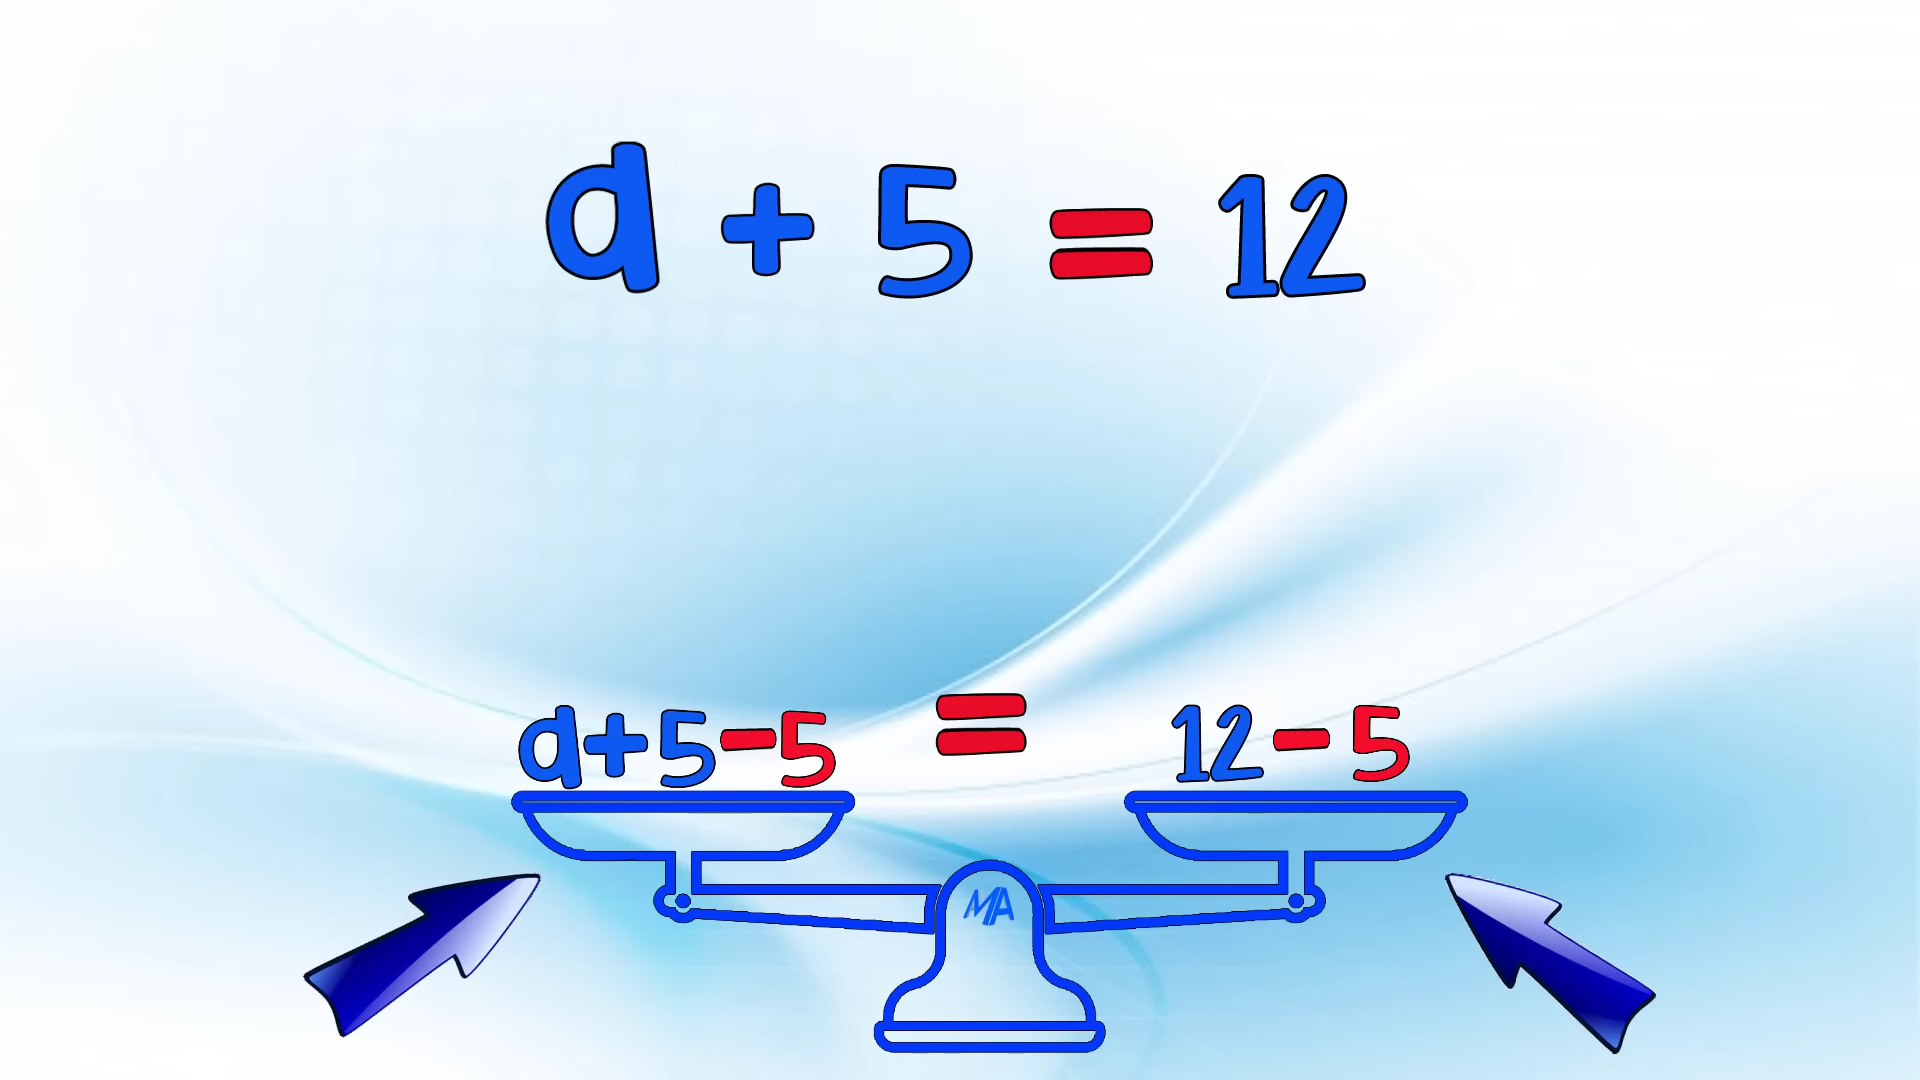 a + 5 = 12
a+5-5 = 12-5
MA